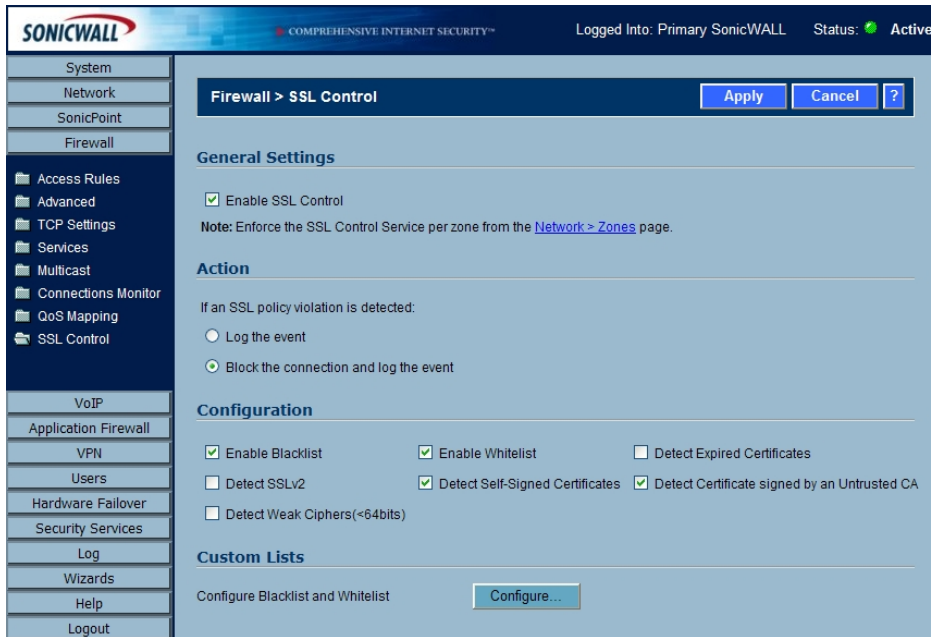 SONICWALL
COMPREHENSIVE INTERNET SECURITY™
Logged Into: Primary SonicWALL Status: Active
System
Network
SonicPoint
Firewall
Access Rules
Advanced
TCP Settings
Services
Multicast
Connections Monitor
QoS Mapping
SSL Control
VoIP
Application Firewall
VPN
Users
Hardware Failover
Security Services
Log
Wizards
Help
Logout
Firewall > SSL Control
Apply Cancel ?
General Settings
Enable SSL Control
Note: Enforce the SSL Control Service per zone from the Network > Zones page.
Action
If an SSL policy violation is detected:
Log the event
Block the connection and log the event
Configuration
Enable Blacklist Enable Whitelist Detect Expired Certificates
Detect SSLv2 Detect Self-Signed Certificates Detect Certificate signed by an Untrusted CA
Detect Weak Ciphers(<64bits)
Custom Lists
Configure Blacklist and Whitelist Configure...